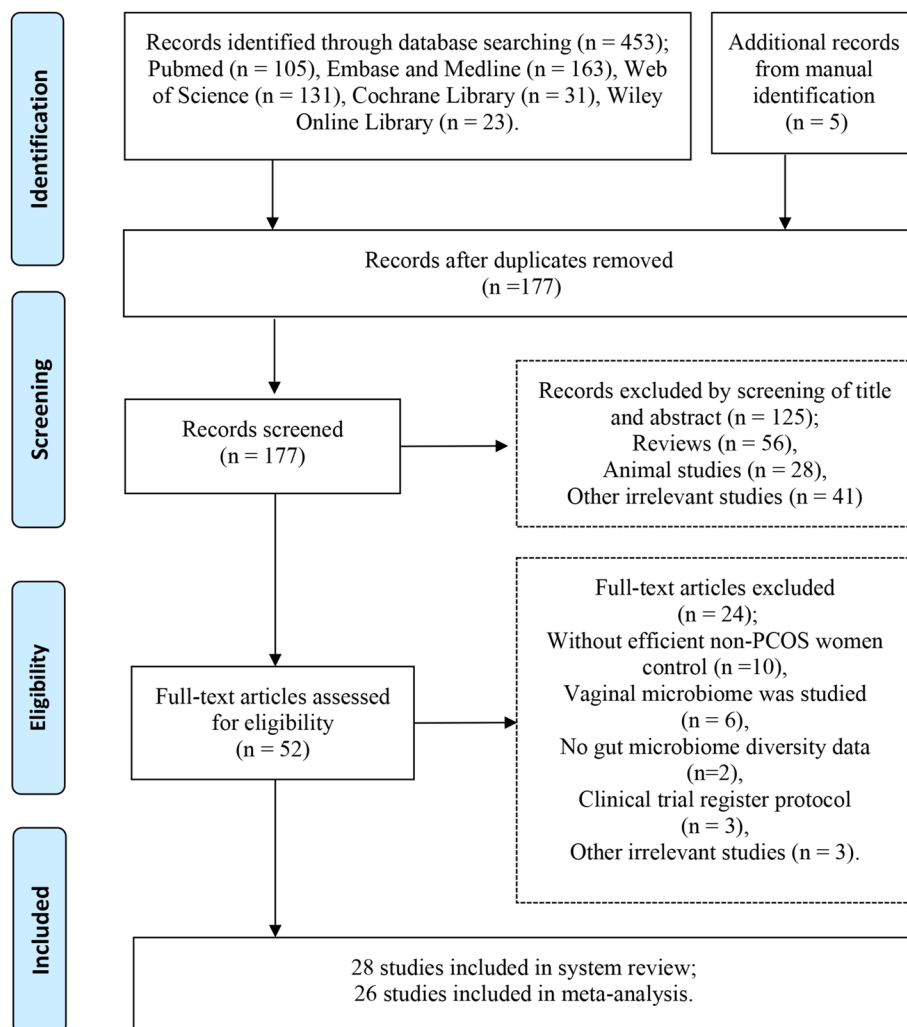 Identification
Records identified through database searching (n = 453);
Pubmed (n = 105), Embase and Medline (n = 163), Web
of Science (n = 131), Cochrane Library (n = 31), Wiley
Online Library (n = 23).
Additional records
from manual
identification
(n = 5)
Records after duplicates removed
(n =177)
Screening
Records screened
(n = 177)
Records excluded by screening of title
and abstract (n = 125);
Reviews (n = 56),
Animal studies (n = 28),
Other irrelevant studies (n = 41)
Eligibility
Full-text articles assessed
for eligibility
(n = 52)
Full-text articles excluded
(n = 24);
Without efficient non-PCOS women
control (n =10),
Vaginal microbiome was studied
(n = 6),
No gut microbiome diversity data
(n=2),
Clinical trial register protocol
(n = 3),
Other irrelevant studies (n = 3).
Included
28 studies included in system review;
26 studies included in meta-analysis.